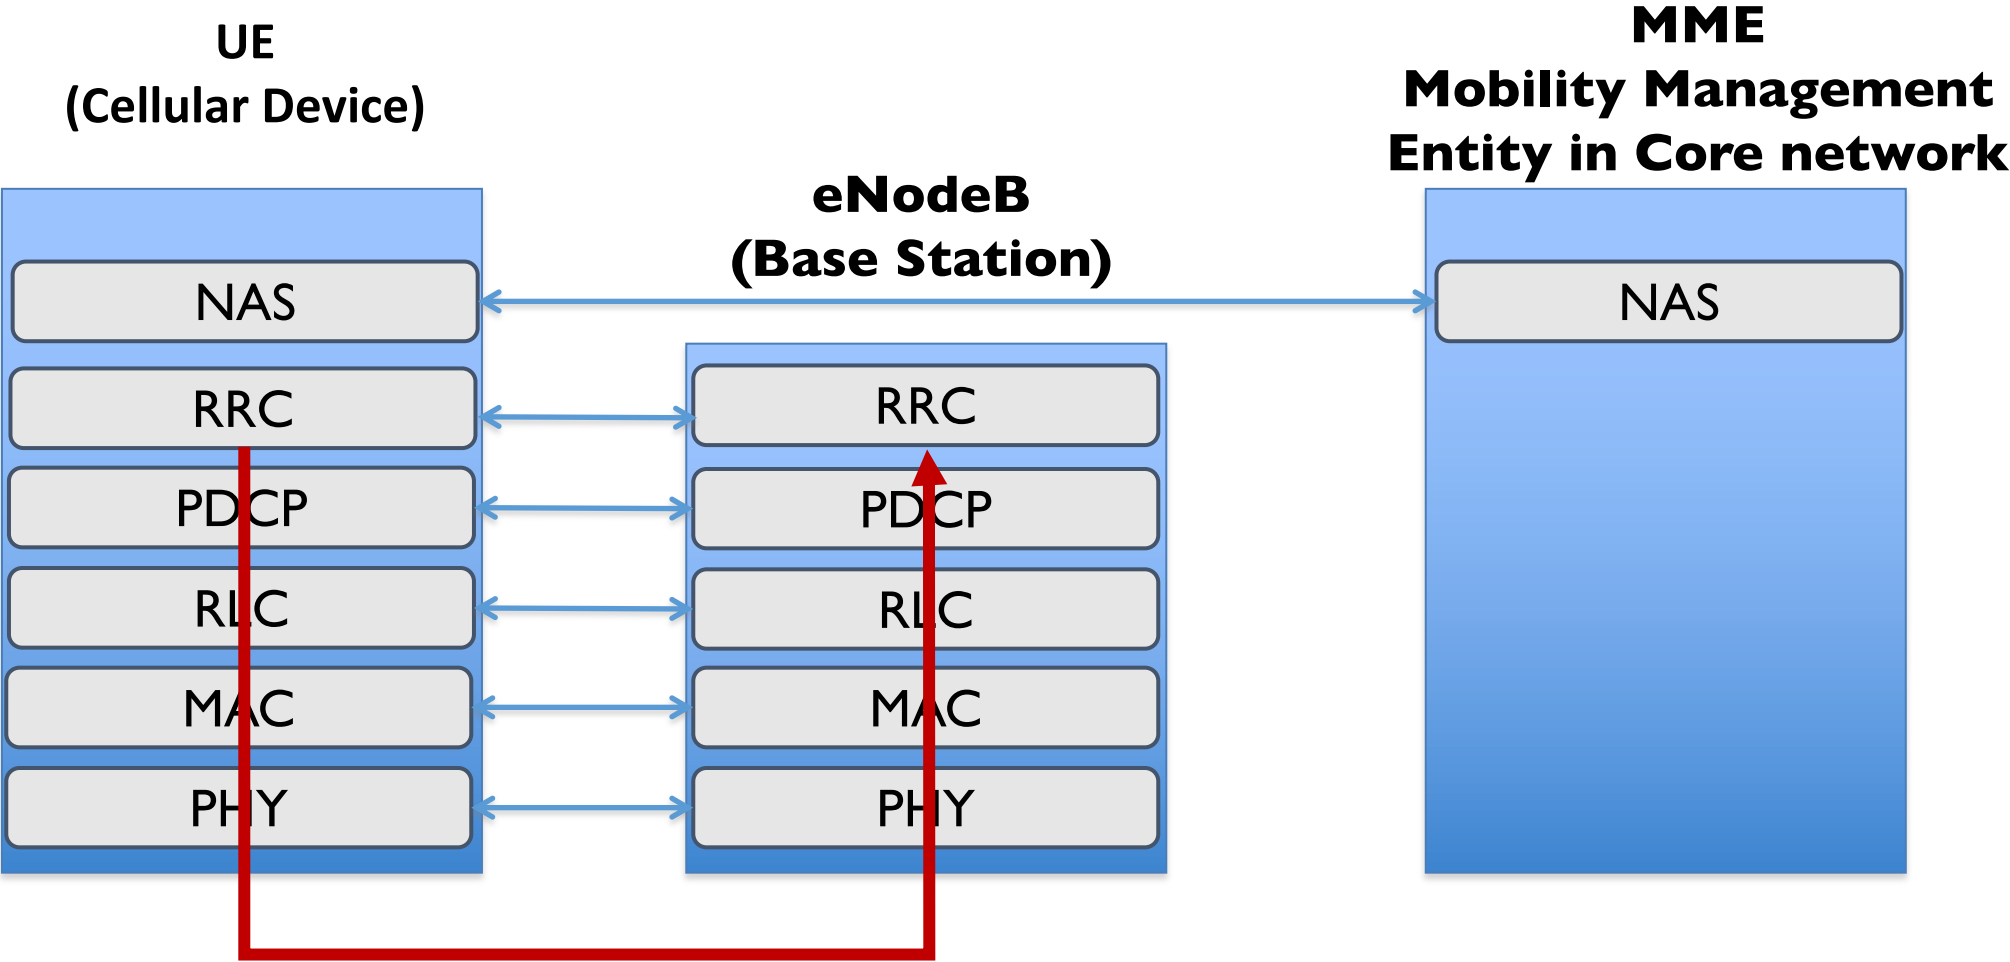 UE
(Cellular Device)
MME
Mobility Management
Entity in Core network
eNodeB
(Base Station)
NAS
NAS
RRC
RRC
PDCP
PDCP
RLC
RLC
MAC
MAC
PHY
PHY